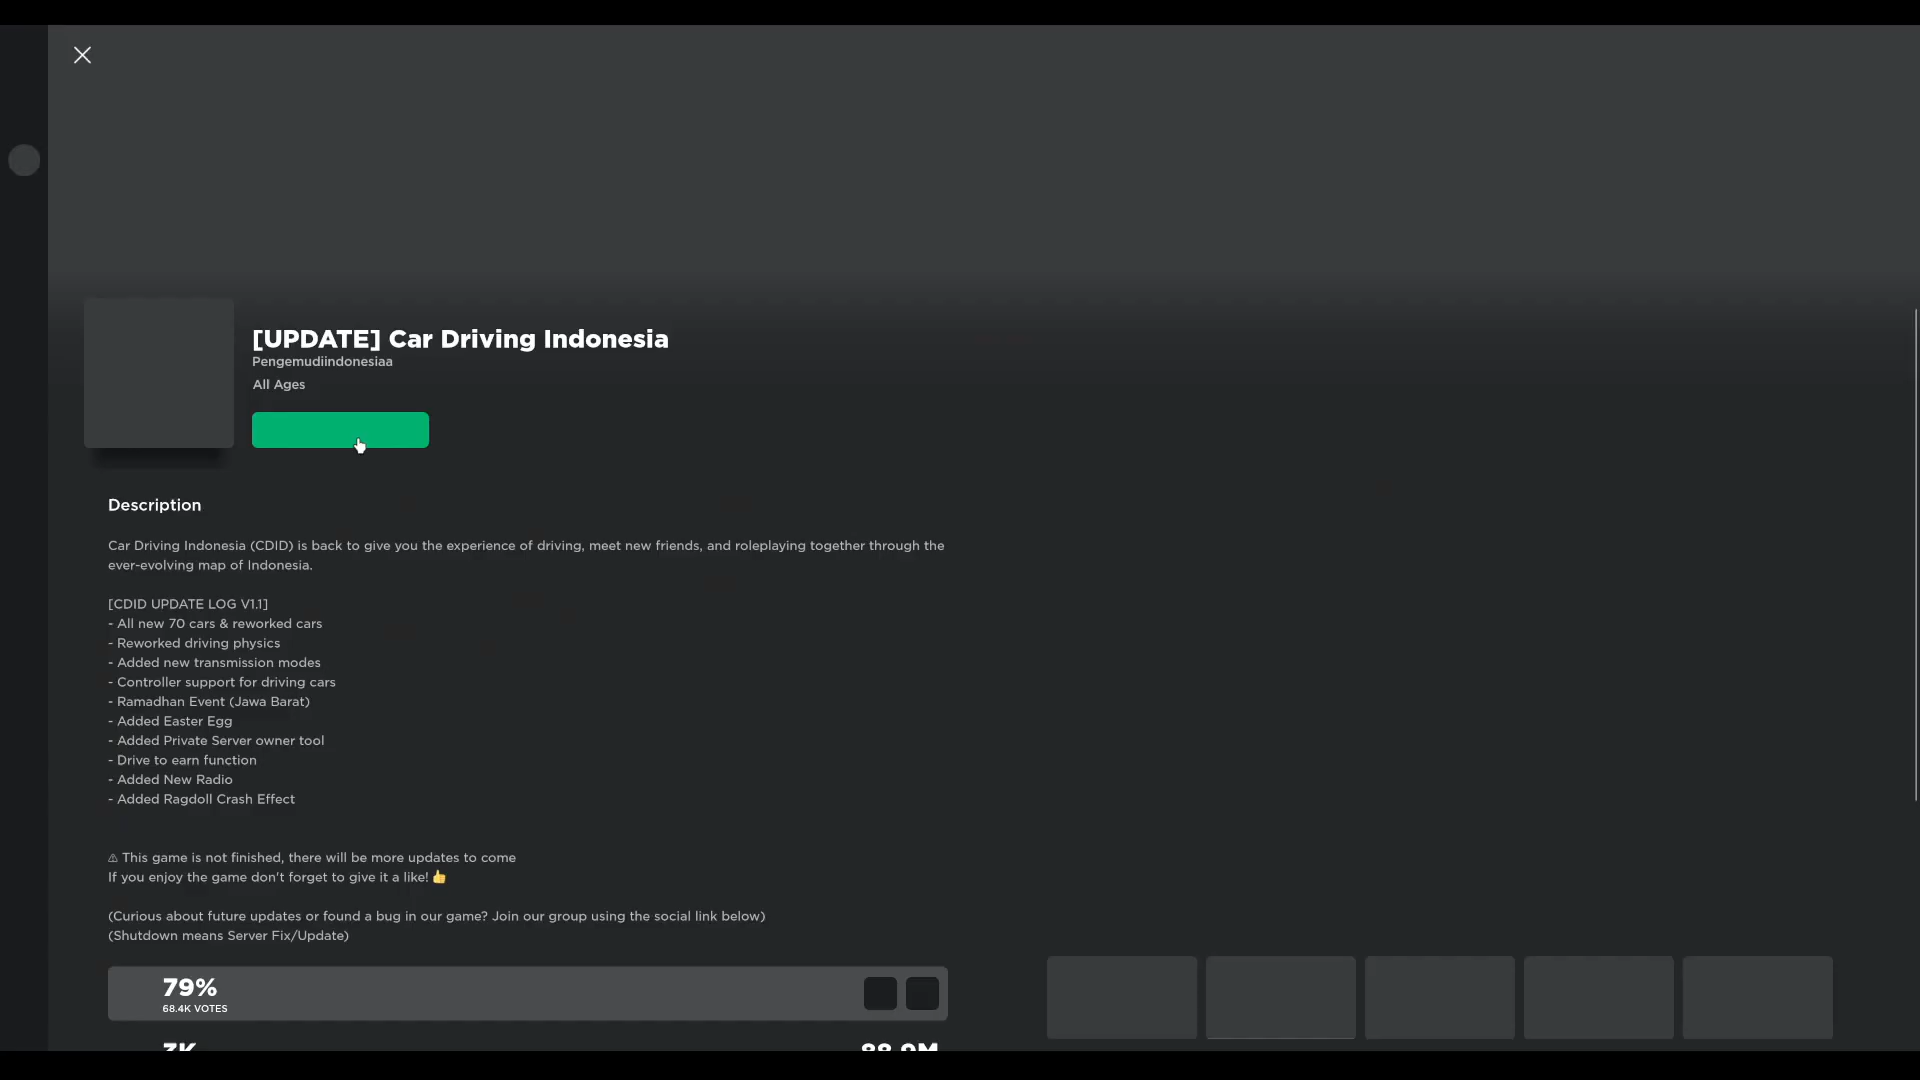 [UPDATE] Car Driving Indonesia
Pengemudiindonesiaa
All Ages
Description
Car Driving Indonesia (CDID) is back to give you the experience of driving, meet new friends, and roleplaying together through the
ever-evolving map of Indonesia.
[CDID UPDATE LOG V1.1]
- All new 70 cars & reworked cars
- Reworked driving physics
- Added new transmission modes
- Controller support for driving cars
- Ramadhan Event (Jawa Barat)
- Added Easter Egg
- Added Private Server owner tool
- Drive to earn function
- Added New Radio
- Added Ragdoll Crash Effect
⚠ This game is not finished, there will be more updates to come
If you enjoy the game don't forget to give it a like! 👍
(Curious about future updates or found a bug in our game? Join our group using the social link below)
(Shutdown means Server Fix/Update)
79%
68.4K VOTES